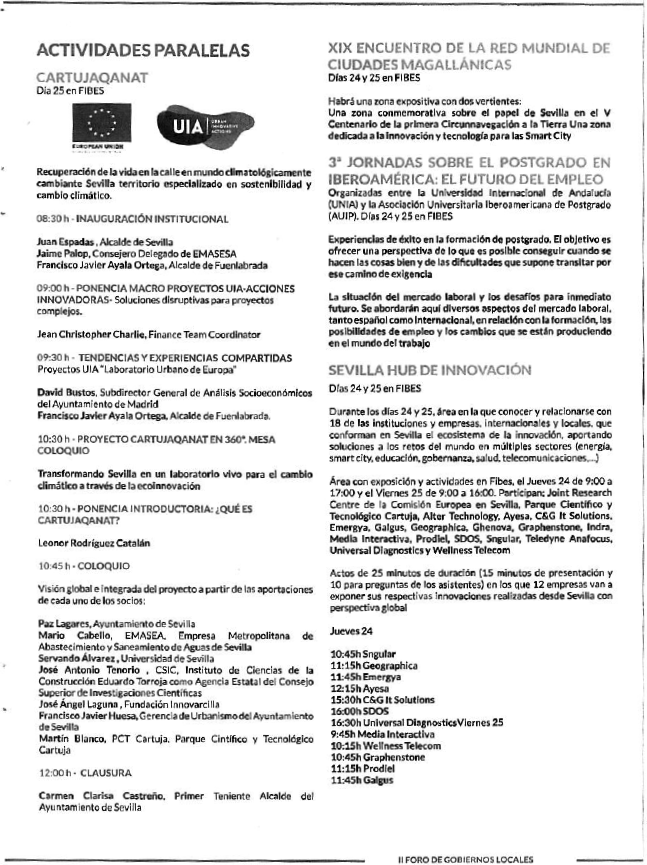 ACTIVIDADES PARALELAS
CARTUJAQANAT
Día 25 en FIBES
EUROPEAN UNION
UIA
URBAN
INNOVATIVE
ACTIONS
Recuperación de la vida en la calle en mundo climatológicamente
cambiante Sevilla territorio especializado en sostenibilidad y
cambio climático.
08:30 h - INAUGURACIÓN INSTITUCIONAL
Juan Espadas , Alcalde de Sevilla
Jaime Palop, Consejero Delegado de EMASESA
Francisco Javier Ayala Ortega, Alcalde de Fuenlabrada
09:00 h - PONENCIA MACRO PROYECTOS UIA-ACCIONES
INNOVADORAS- Soluciones disruptivas para proyectos
complejos.
Jean Christopher Charlie, Finance Team Coordinator
09:30 h - TENDENCIAS Y EXPERIENCIAS COMPARTIDAS
Proyectos UIA "Laboratorio Urbano de Europa"
David Bustos, Subdirector General de Análisis Socioeconómicos
del Ayuntamiento de Madrid
Francisco Javier Ayala Ortega, Alcalde de Fuenlabrada.
10:30 h - PROYECTO CARTUJAQANAT EN 360º. MESA
COLOQUIO
Transformando Sevilla en un laboratorio vivo para el cambio
climático a través de la ecoinnovación
10:30 h - PONENCIA INTRODUCTORIA: ¿QUÉ ES
CARTUJAQANAT?
Leonor Rodríguez Catalán
10:45 h - COLOQUIO
Visión global e integrada del proyecto a partir de las aportaciones
de cada uno de los socios:
Paz Lagares, Ayuntamiento de Sevilla
Mario Cabello, EMASEA. Empresa Metropolitana de
Abastecimiento y Saneamiento de Aguas de Sevilla
Servando Álvarez , Universidad de Sevilla
José Antonio Tenorio , CSIC, Instituto de Ciencias de la
Construcción Eduardo Torroja como Agencia Estatal del Consejo
Superior de Investigaciones Científicas
José Ángel Laguna , Fundación Innovarcilla
Francisco Javier Huesa, Gerencia de Urbanismo del Ayuntamiento
de Sevilla
Martín Blanco, PCT Cartuja. Parque Cintífico y Tecnológico
Cartuja
12:00 h - CLAUSURA
Carmen Clarisa Castreño, Primer Teniente Alcalde del
Ayuntamiento de Sevilla
XIX ENCUENTRO DE LA RED MUNDIAL DE
CIUDADES MAGALLÁNICAS
Días 24 y 25 en FIBES
Habrá una zona expositiva con dos vertientes:
Una zona conmemorativa sobre el papel de Sevilla en el V
Centenario de la primera Circunnavegación a la Tierra Una zona
dedicada a la innovación y tecnología para las Smart City
3ª JORNADAS SOBRE EL POSTGRADO EN
IBEROAMÉRICA: EL FUTURO DEL EMPLEO
Organizadas entre la Universidad Internacional de Andalucía
(UNIA) y la Asociación Universitaria Iberoamericana de Postgrado
(AUIP). Días 24 y 25 en FIBES
Experiencias de éxito en la formación de postgrado. El objetivo es
ofrecer una perspectiva de lo que es posible conseguir cuando se
hacen las cosas bien y de las dificultades que supone transitar por
ese camino de exigencia
La situación del mercado laboral y los desafíos para inmediato
futuro. Se abordarán aquí diversos aspectos del mercado laboral,
tanto español como internacional, en relación con la formación, las
posibilidades de empleo y los cambios que se están produciendo
en el mundo del trabajo
SEVILLA HUB DE INNOVACIÓN
Días 24 y 25 en FIBES
Durante los días 24 y 25, área en la que conocer y relacionarse con
18 de las instituciones y empresas, internacionales y locales, que
conforman en Sevilla el ecosistema de la innovación, aportando
soluciones a los retos del mundo en múltiples sectores (energía,
smart city, educación, gobernanza, salud, telecomunicaciones,...)
Área con exposición y actividades en Fibes, el Jueves 24 de 9:00 a
17:00 y el Viernes 25 de 9:00 a 16:00. Participan: Joint Research
Centre de la Comisión Europea en Sevilla, Parque Científico y
Tecnológico Cartuja, Alter Technology, Ayesa, C&G It Solutions,
Emergya, Galgus, Geographica, Ghenova, Graphenstone, Indra,
Media Interactiva, Prodiel, SDOS, Sngular, Teledyne Anafocus,
Universal Diagnostics y Wellness Telecom
Actos de 25 minutos de duración (15 minutos de presentación y
10 para preguntas de los asistentes) en los que 12 empresas van a
exponer sus respectivas innovaciones realizadas desde Sevilla con
perspectiva global
Jueves 24
10:45h Sngular
11:15h Geographica
11:45h Emergya
12:15h Ayesa
15:30h C&G It Solutions
16:00h SDOS
16:30h Universal DiagnosticsViernes 25
9:45h Media Interactiva
10:15h Wellness Telecom
10:45h Graphenstone
11:15h Prodiel
11:45h Galgus
II FORO DE GOBIERNOS LOCALES